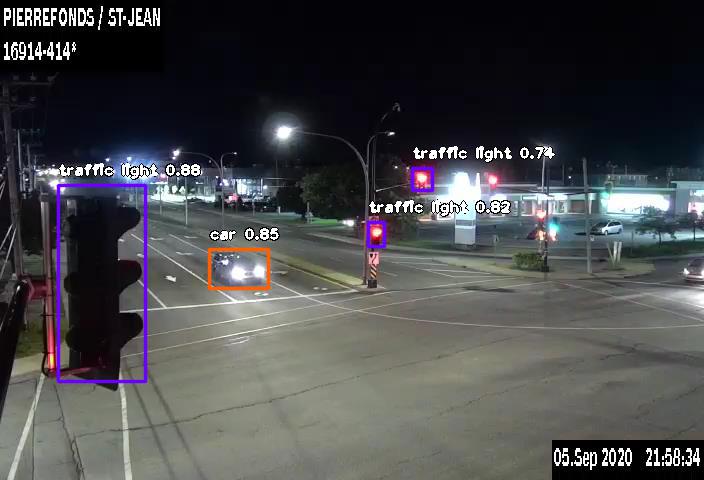 PIERREFONDS / ST-JEAN
16914-414*
traffic light 0.74
traffic light 0.88
traffic light 0.82
car 0.85
05.Sep 2020 21:58:34